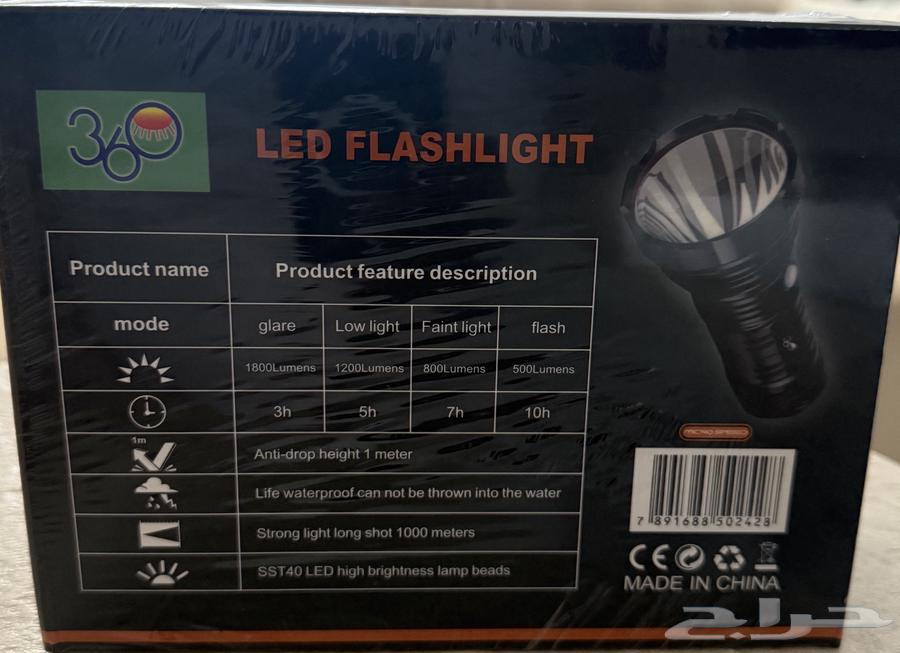 360
LED FLASHLIGHT
Product name Product feature description
mode glare Low light Faint light flash
1800Lumens 1200Lumens 800Lumens 500Lumens
3h 5h 7h 10h
1m
Anti-drop height 1 meter
Life waterproof can not be thrown into the water
Strong light long shot 1000 meters
SST40 LED high brightness lamp beads
MICRO SPEED
7 891688 502428
CE
MADE IN CHINA
حراج